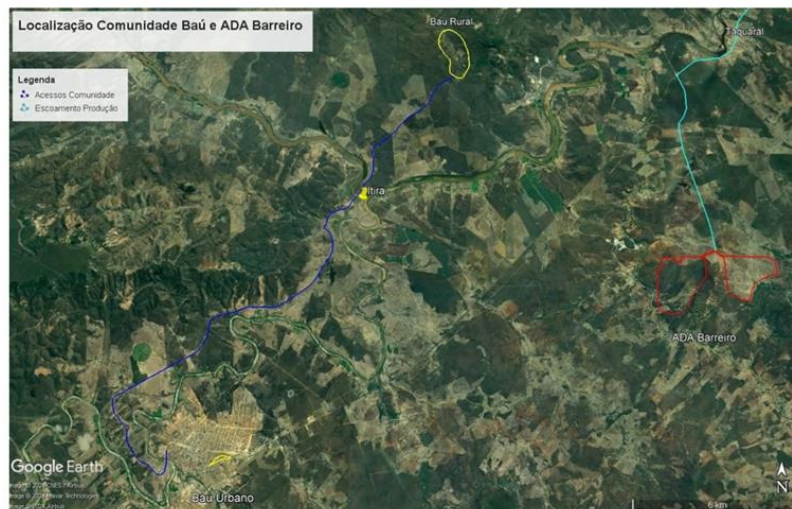 Localização Comunidade Baú e ADA Barreiro
Baú Rural
Taquaral
Legenda
Acessos Comunidade
Escoamento Produção
Itira
ADA Barreiro
Google Earth
Baú Urbano
N
6 km